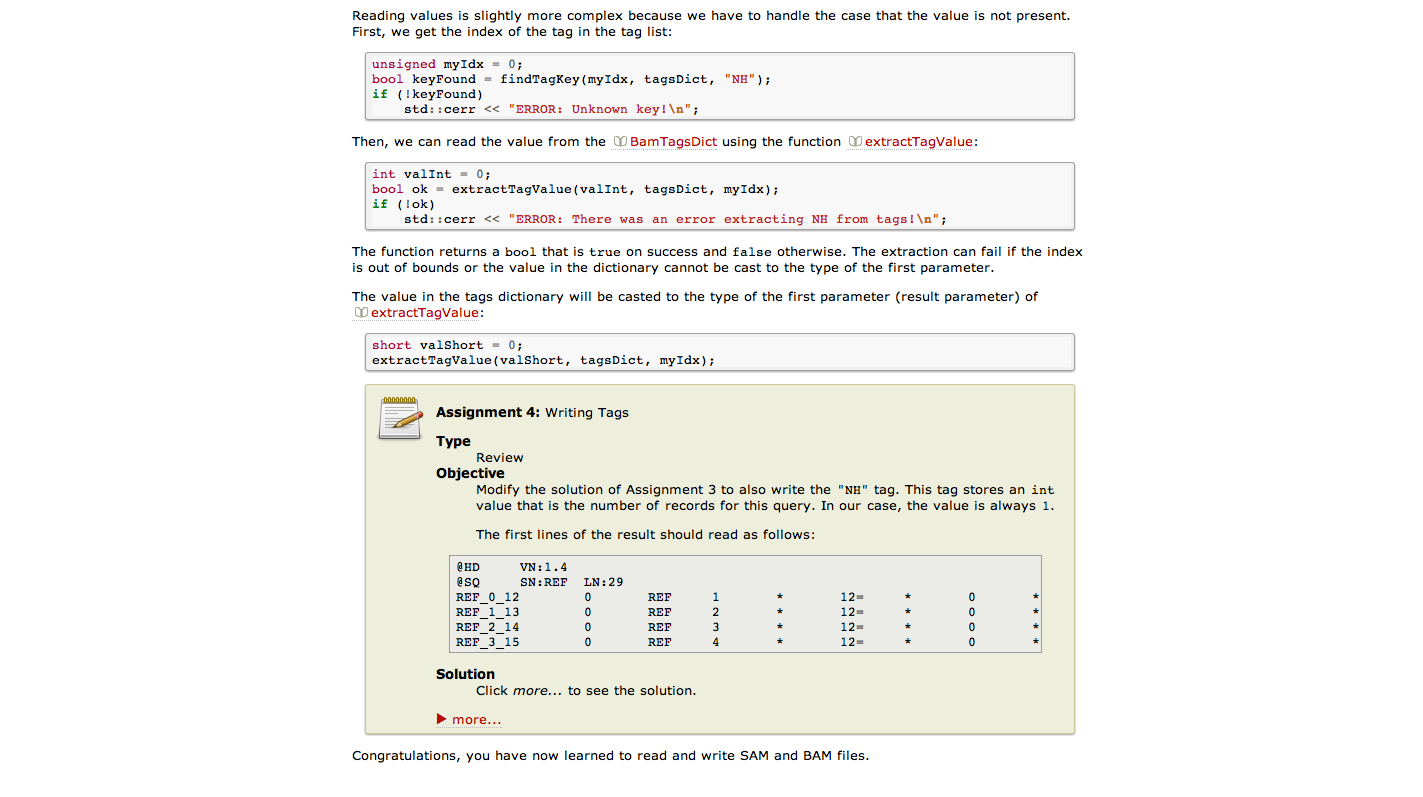 Reading values is slightly more complex because we have to handle the case that the value is not present.
First, we get the index of the tag in the tag list:
unsigned myIdx = 0;
bool keyFound = findTagKey(myIdx, tagsDict, "NH");
if (!keyFound)
    std::cerr << "ERROR: Unknown key!\n";
Then, we can read the value from the BamTagsDict using the function extractTagValue:
int valInt = 0;
bool ok = extractTagValue(valInt, tagsDict, myIdx);
if (!ok)
    std::cerr << "ERROR: There was an error extracting NH from tags!\n";
The function returns a bool that is true on success and false otherwise. The extraction can fail if the index
is out of bounds or the value in the dictionary cannot be cast to the type of the first parameter.
The value in the tags dictionary will be casted to the type of the first parameter (result parameter) of
extractTagValue:
short valShort = 0;
extractTagValue(valShort, tagsDict, myIdx);
Assignment 4: Writing Tags
Type
Review
Objective
Modify the solution of Assignment 3 to also write the "NH" tag. This tag stores an int
value that is the number of records for this query. In our case, the value is always 1.
The first lines of the result should read as follows:
@HD     VN:1.4
@SQ     SN:REF  LN:29
REF_0_12        0       REF     1       *       12=     *       0       *
REF_1_13        0       REF     2       *       12=     *       0       *
REF_2_14        0       REF     3       *       12=     *       0       *
REF_3_15        0       REF     4       *       12=     *       0       *
Solution
Click more... to see the solution.
more...
Congratulations, you have now learned to read and write SAM and BAM files.